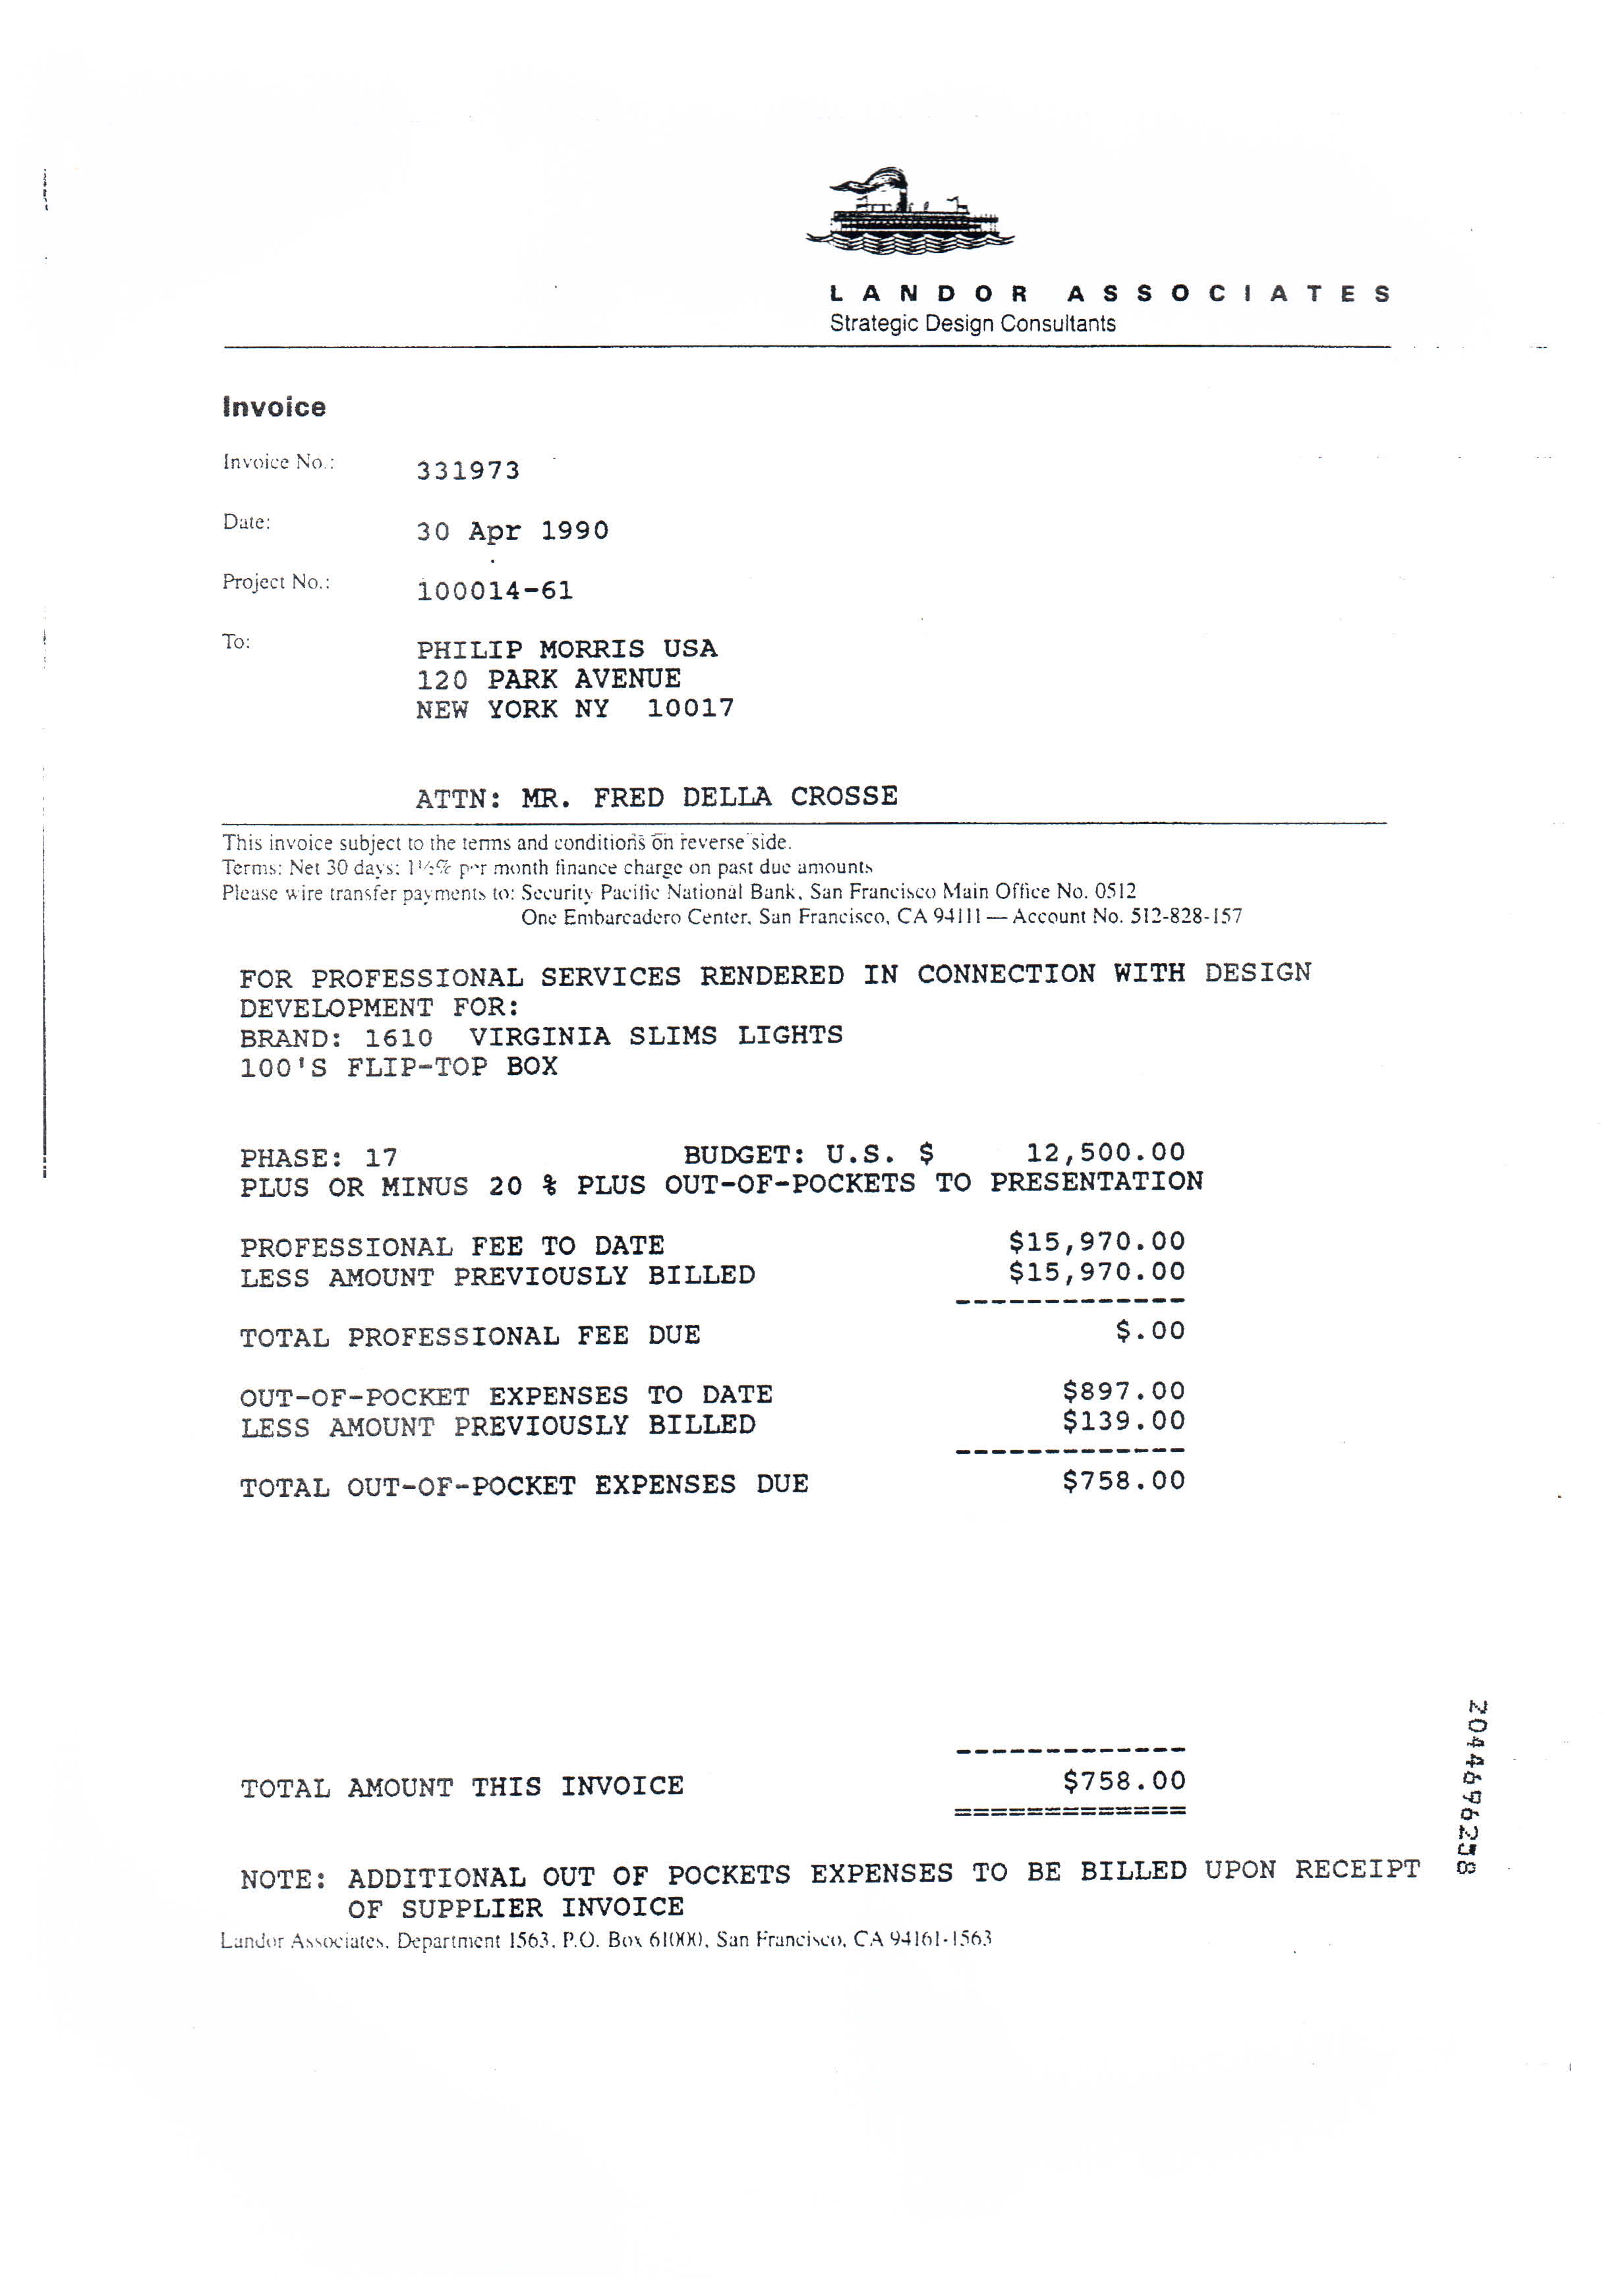 LANDOR ASSOCIATES
Strategic Design Consultants
Invoice
Invoice No.: 331973
Date: 30 Apr 1990
Project No.: 100014-61
To: PHILIP MORRIS USA
120 PARK AVENUE
NEW YORK NY 10017
ATTN: MR. FRED DELLA CROSSE
This invoice subject to the terms and conditions on reverse side.
Terms: Net 30 days: 1½% per month finance charge on past due amounts
Please wire transfer payments to: Security Pacific National Bank, San Francisco Main Office No. 0512
One Embarcadero Center, San Francisco, CA 94111 — Account No. 512-828-157
FOR PROFESSIONAL SERVICES RENDERED IN CONNECTION WITH DESIGN
DEVELOPMENT FOR:
BRAND: 1610 VIRGINIA SLIMS LIGHTS
100'S FLIP-TOP BOX
PHASE: 17 BUDGET: U.S. $ 12,500.00
PLUS OR MINUS 20 % PLUS OUT-OF-POCKETS TO PRESENTATION
PROFESSIONAL FEE TO DATE $15,970.00
LESS AMOUNT PREVIOUSLY BILLED $15,970.00
TOTAL PROFESSIONAL FEE DUE $.00
OUT-OF-POCKET EXPENSES TO DATE $897.00
LESS AMOUNT PREVIOUSLY BILLED $139.00
TOTAL OUT-OF-POCKET EXPENSES DUE $758.00
TOTAL AMOUNT THIS INVOICE $758.00
NOTE: ADDITIONAL OUT OF POCKETS EXPENSES TO BE BILLED UPON RECEIPT
OF SUPPLIER INVOICE
Landor Associates, Department 1563, P.O. Box 61000, San Francisco, CA 94161-1563
2044696258